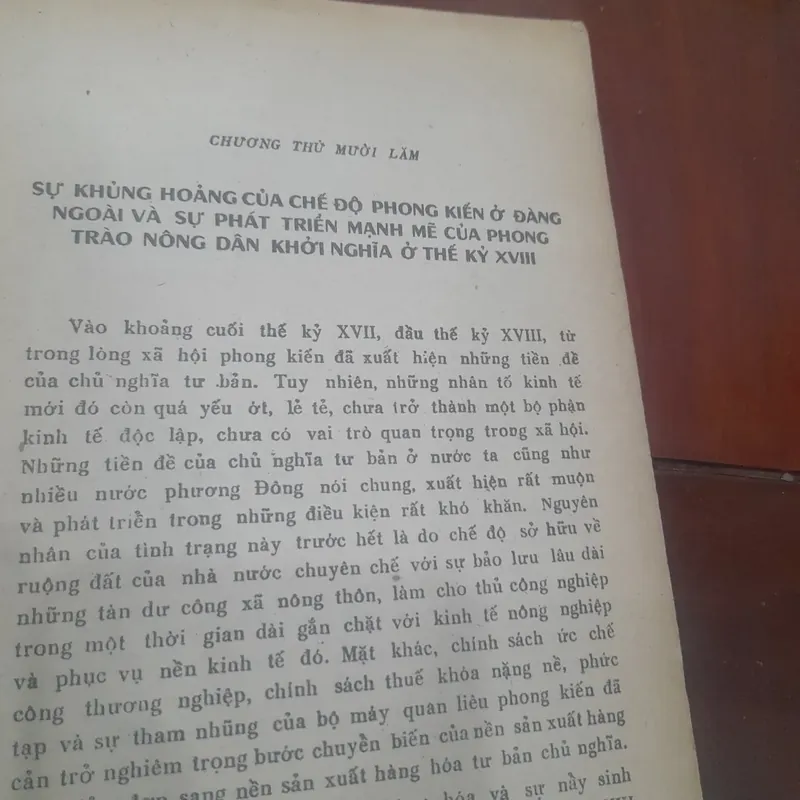 CHƯƠNG THỨ MƯỜI LĂM
SỰ KHỦNG HOẢNG CỦA CHẾ ĐỘ PHONG KIẾN Ở ĐÀNG
NGOÀI VÀ SỰ PHÁT TRIỂN MẠNH MẼ CỦA PHONG
TRÀO NÔNG DÂN KHỞI NGHĨA Ở THẾ KỶ XVIII
Vào khoảng cuối thế kỷ XVII, đầu thế kỷ XVIII, từ
trong lòng xã hội phong kiến đã xuất hiện những tiền đề
của chủ nghĩa tư bản. Tuy nhiên, những nhân tố kinh tế
mới đó còn quá yếu ớt, lẻ tẻ, chưa trở thành một bộ phận
kinh tế độc lập, chưa có vai trò quan trọng trong xã hội.
Những tiền đề của chủ nghĩa tư bản ở nước ta cũng như
nhiều nước phương Đông nói chung, xuất hiện rất muộn
và phát triển trong những điều kiện rất khó khăn. Nguyên
nhân của tình trạng này trước hết là do chế độ sở hữu về
ruộng đất của nhà nước chuyên chế với sự bảo lưu lâu dài
những tàn dư công xã nông thôn, làm cho thủ công nghiệp
trong một thời gian dài gắn chặt với kinh tế nông nghiệp
và phục vụ nền kinh tế đó. Mặt khác, chính sách ức chế
công thương nghiệp, chính sách thuế khóa nặng nề, phức
tạp và sự tham nhũng của bộ máy quan liêu phong kiến đã
cản trở nghiêm trọng bước chuyển biến của nền sản xuất hàng
đơn sang nền sản xuất hàng hóa tư bản chủ nghĩa.
hóa và sự nảy sinh